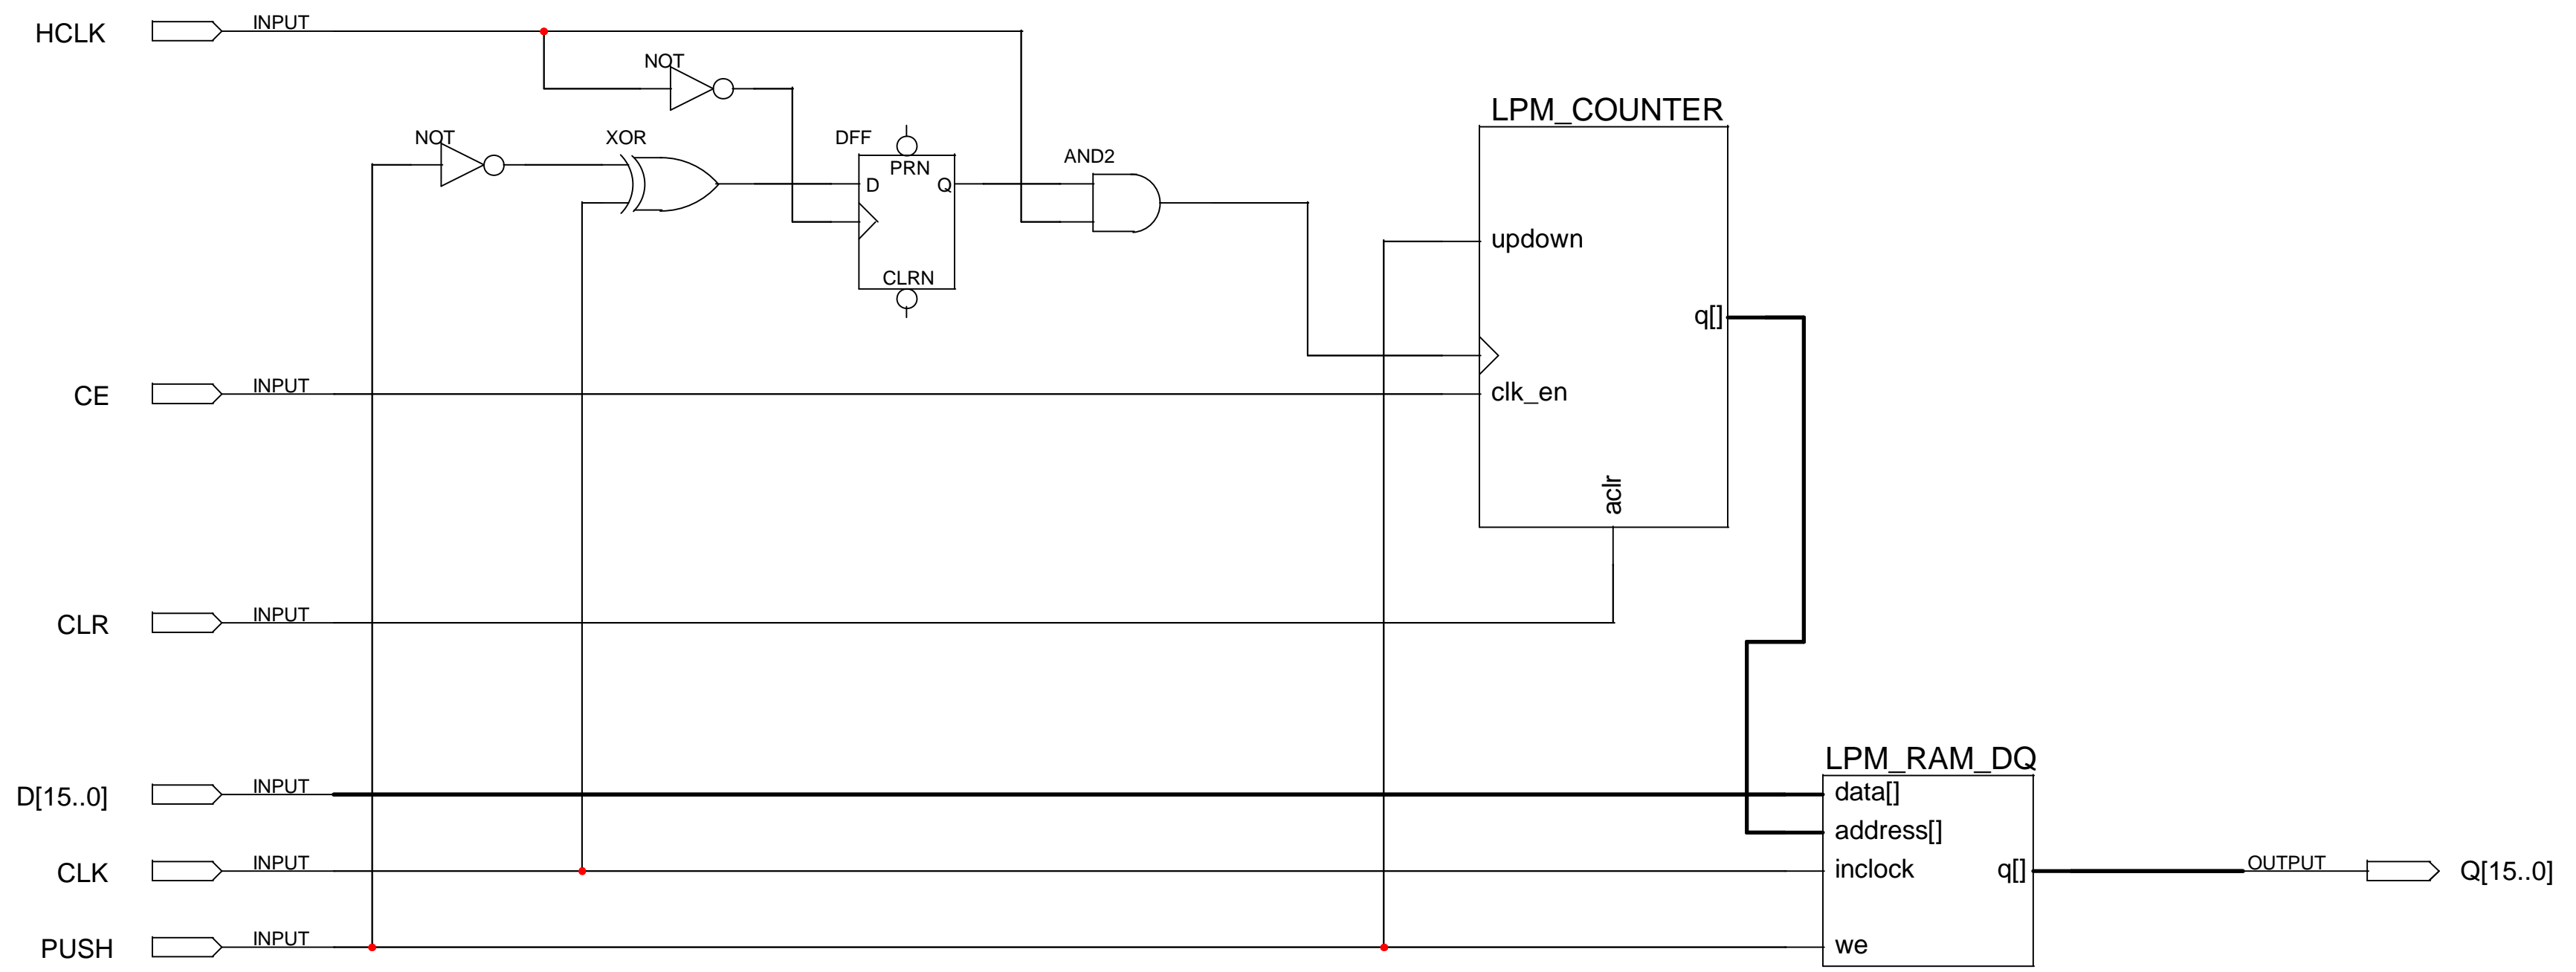 HCLK
INPUT
NOT
NOT
XOR
DFF
PRN
D
Q
CLRN
AND2
LPM_COUNTER
updown
q[]
clk_en
aclr
CE
INPUT
CLR
INPUT
LPM_RAM_DQ
D[15..0]
INPUT
data[]
address[]
CLK
INPUT
inclock
q[]
OUTPUT
Q[15..0]
PUSH
INPUT
we